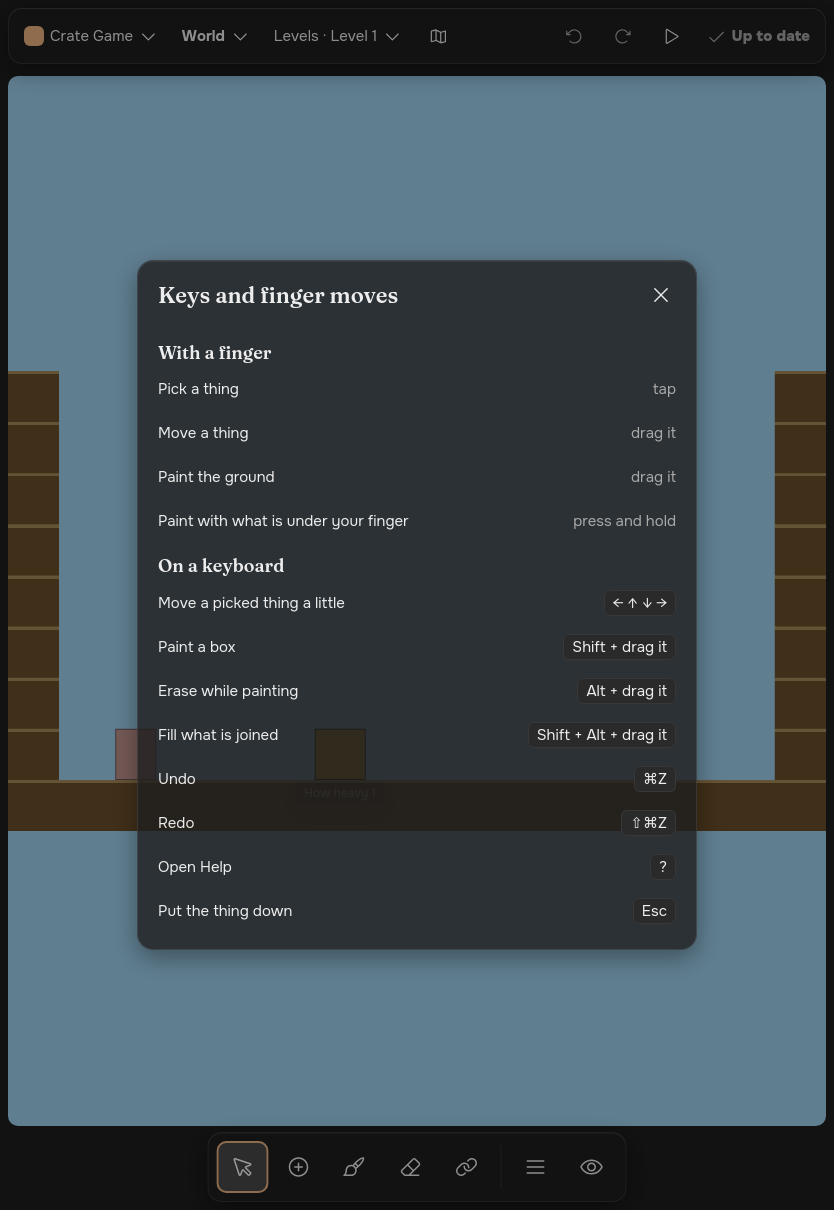 Crate Game World Levels · Level 1 Up to date
Keys and finger moves
With a finger
Pick a thing tap
Move a thing drag it
Paint the ground drag it
Paint with what is under your finger press and hold
On a keyboard
Move a picked thing a little ← ↑ ↓ →
Paint a box Shift + drag it
Erase while painting Alt + drag it
Fill what is joined Shift + Alt + drag it
Undo ⌘Z
How heavy 1
Redo ⇧⌘Z
Open Help ?
Put the thing down Esc